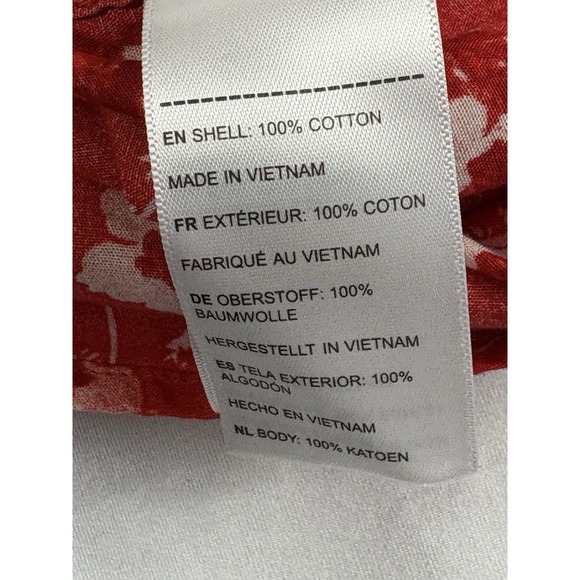 EN SHELL: 100% COTTON
MADE IN VIETNAM
FR EXTÉRIEUR: 100% COTON
FABRIQUÉ AU VIETNAM
DE OBERSTOFF: 100%
BAUMWOLLE
HERGESTELLT IN VIETNAM
ES TELA EXTERIOR: 100%
ALGODÓN
HECHO EN VIETNAM
NL BODY: 100% KATOEN